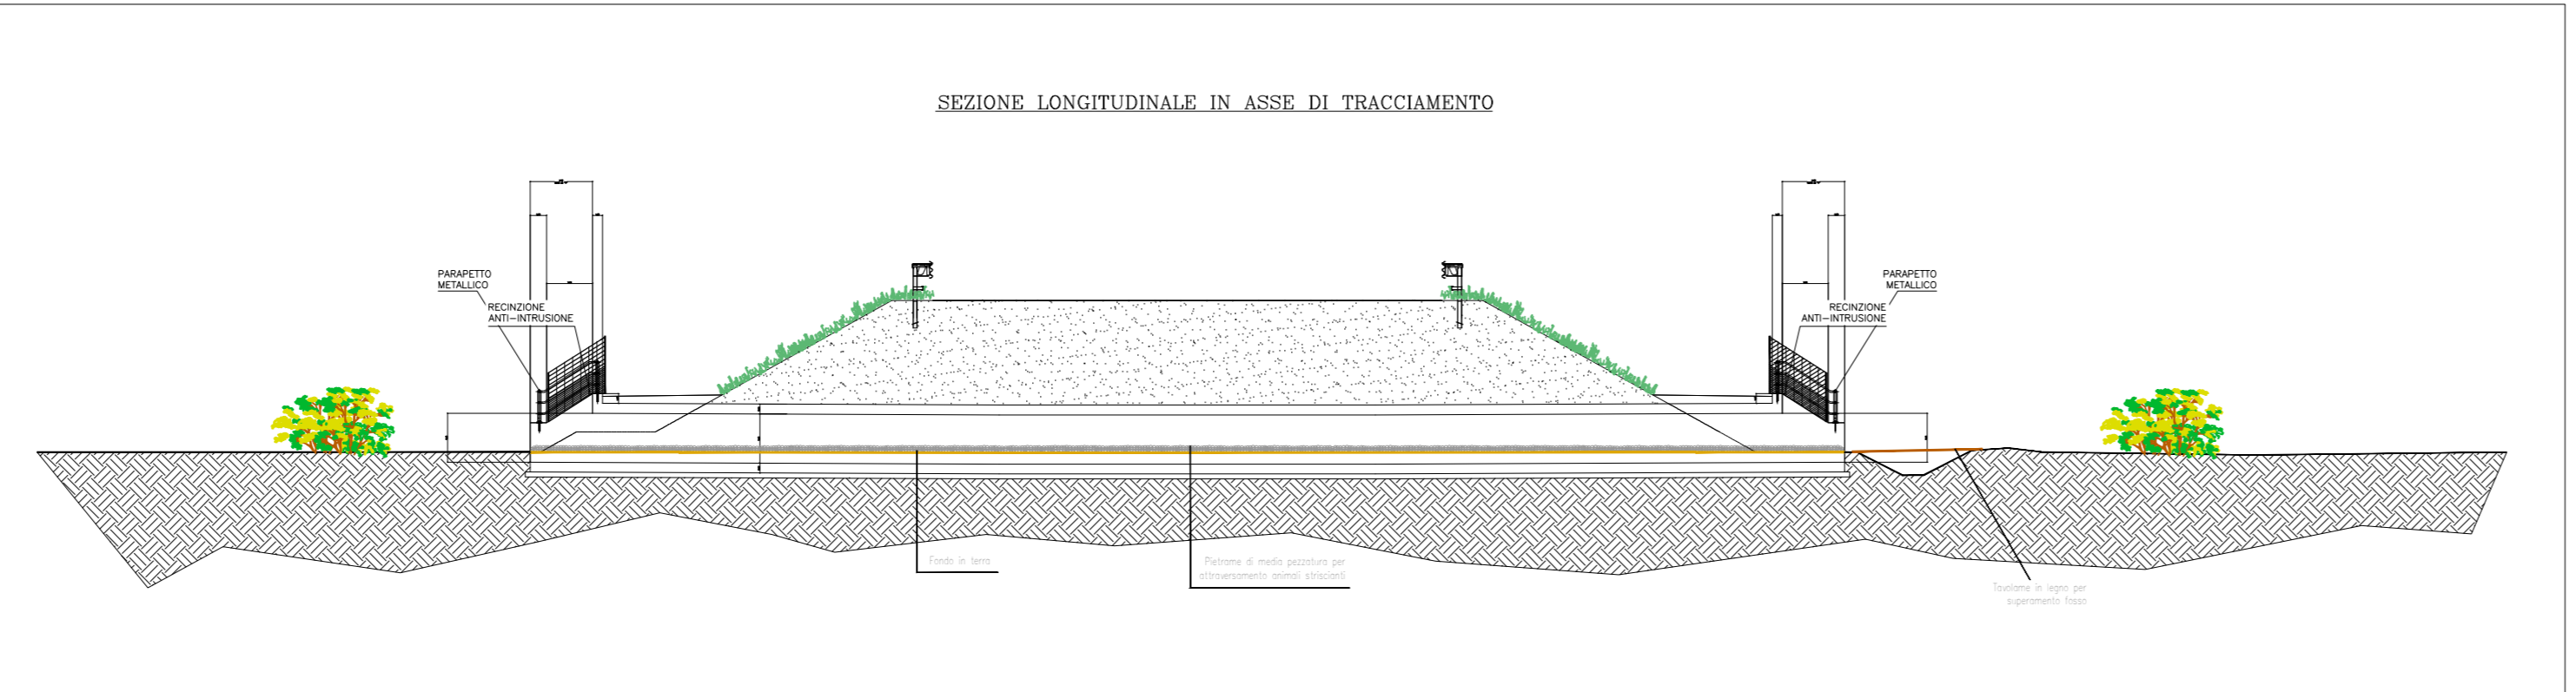 SEZIONE LONGITUDINALE IN ASSE DI TRACCIAMENTO
PARAPETTO
METALLICO
RECINZIONE
ANTI-INTRUSIONE
PARAPETTO
METALLICO
RECINZIONE
ANTI-INTRUSIONE
Fondo in terra
Pietrame di media pezzatura per
attraversamento animali striscianti
Tavolame in legno per
superamento fosso